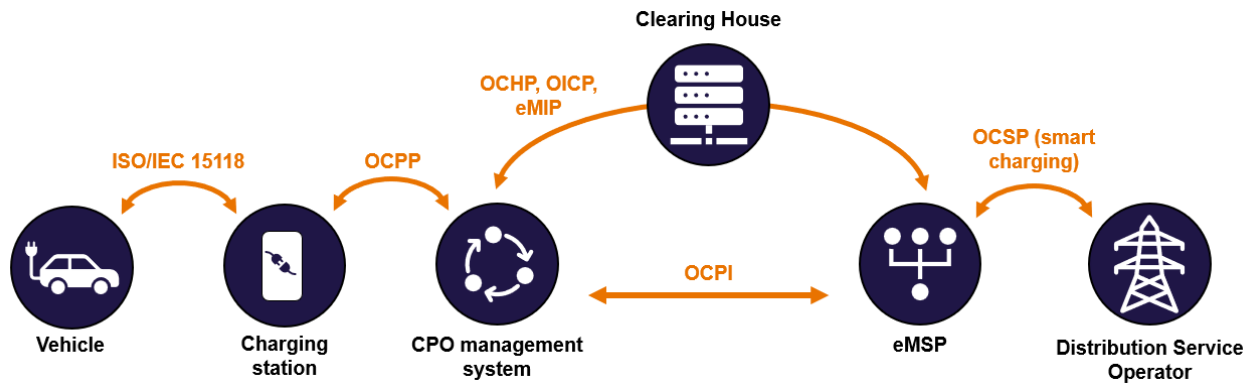 Clearing House
OCHP, OICP,
eMIP
OCSP (smart
charging)
ISO/IEC 15118
OCPP
OCPI
Vehicle
Charging
station
CPO management
system
eMSP
Distribution Service
Operator